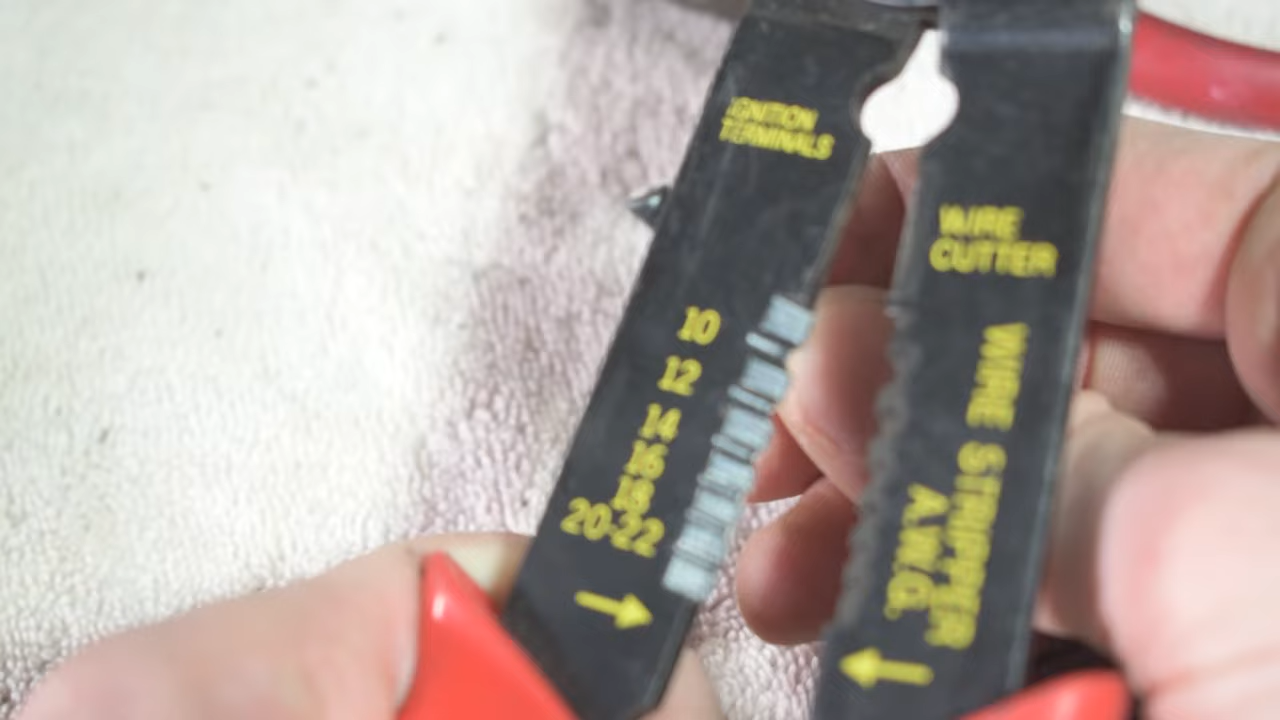 IGNITION
TERMINALS
10
12
14
16
18
20-22
WIRE
CUTTER
WIRE STRIPPER
A.W.G.